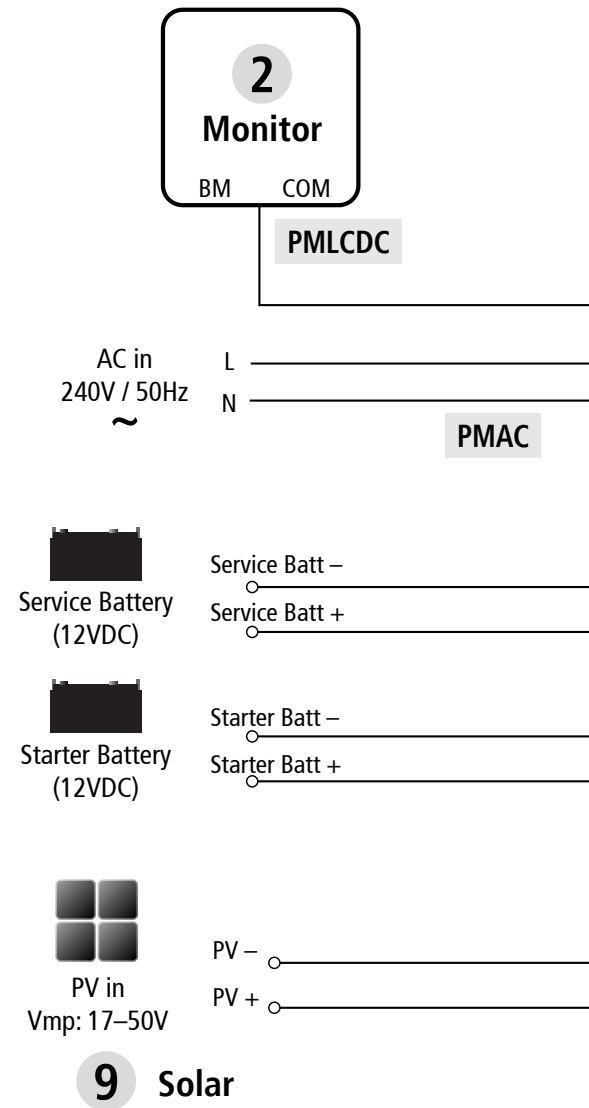 2
Monitor
BM COM
PMLCDC
AC in
240V / 50Hz
~
L
N
PMAC
Service Battery
(12VDC)
Service Batt –
Service Batt +
Starter Battery
(12VDC)
Starter Batt –
Starter Batt +
PV in
Vmp: 17–50V
PV –
PV +
9 Solar